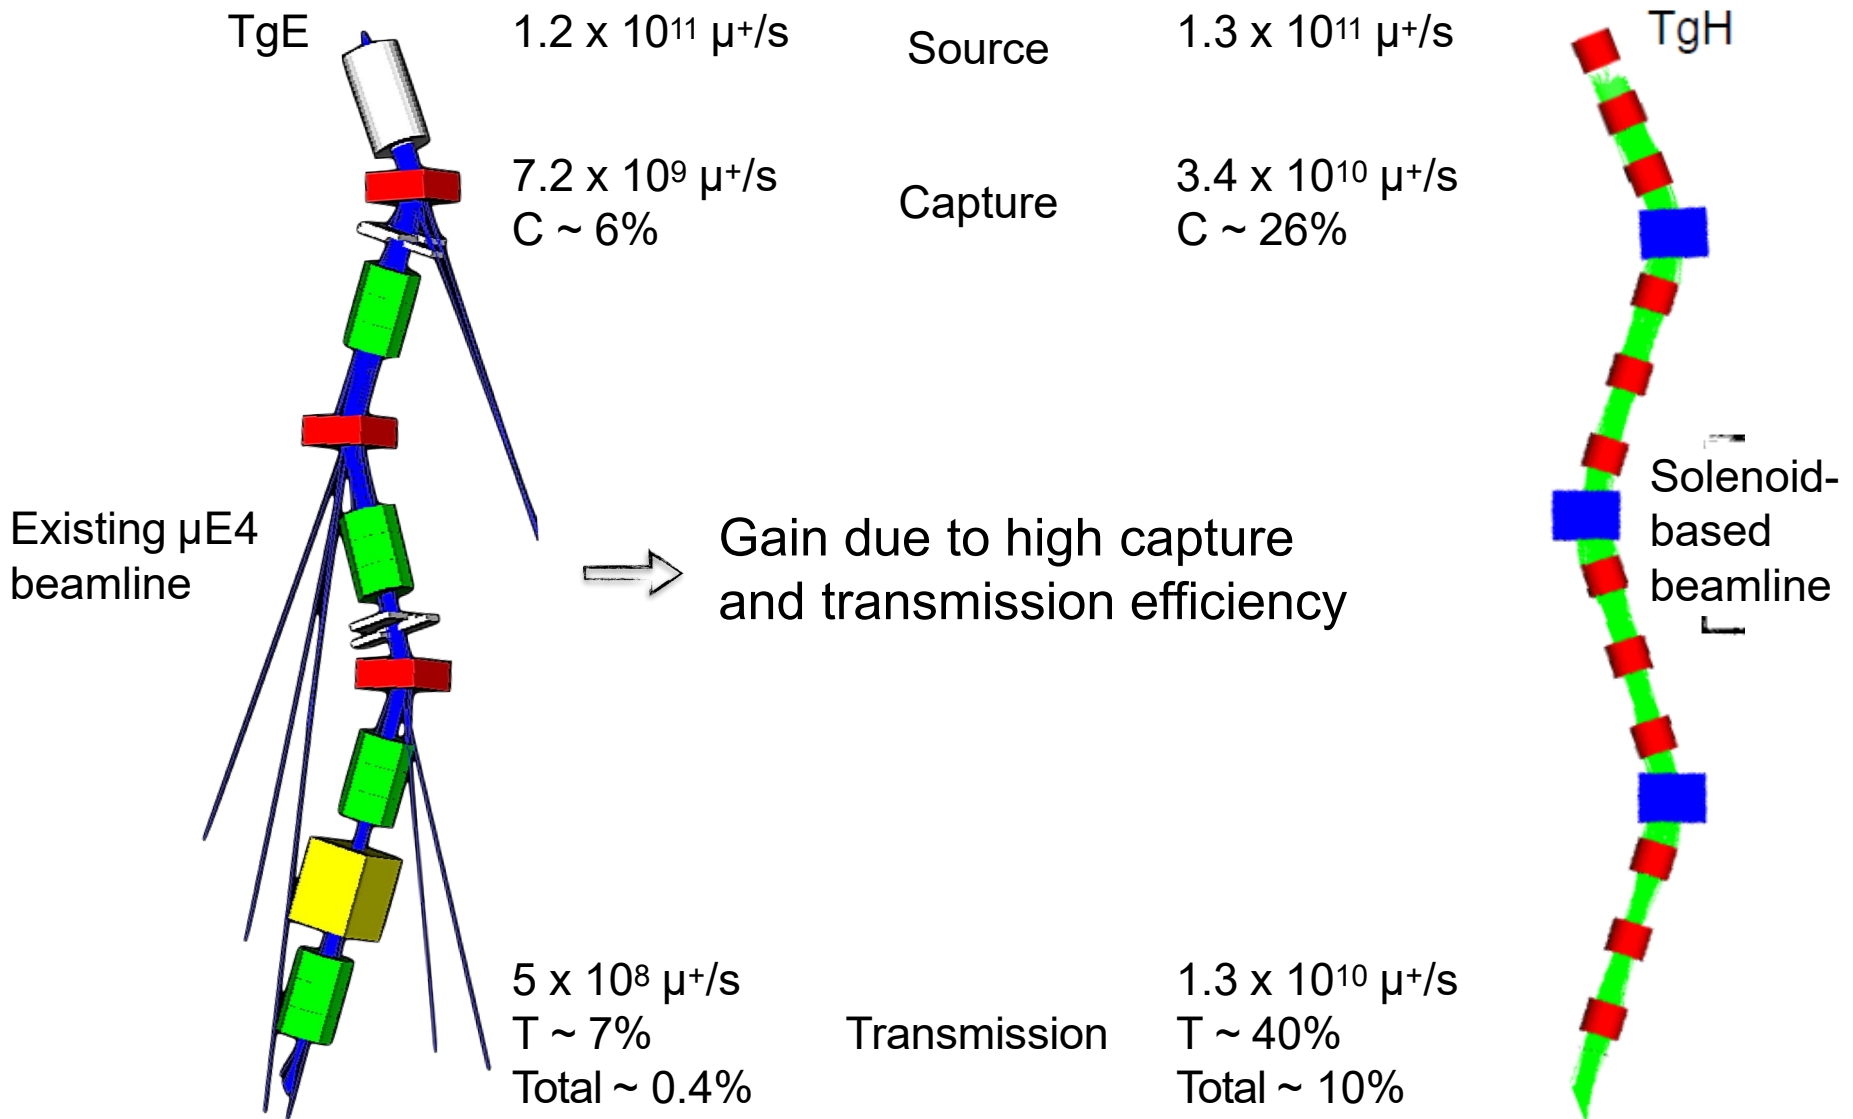 TgE
1.2 x 10¹¹ µ⁺/s
Source
1.3 x 10¹¹ µ⁺/s
TgH
7.2 x 10⁹ µ⁺/s
C ~ 6%
Capture
3.4 x 10¹⁰ µ⁺/s
C ~ 26%
Existing µE4
beamline
Gain due to high capture
and transmission efficiency
Solenoid-
based
beamline
5 x 10⁸ µ⁺/s
T ~ 7%
Total ~ 0.4%
Transmission
1.3 x 10¹⁰ µ⁺/s
T ~ 40%
Total ~ 10%